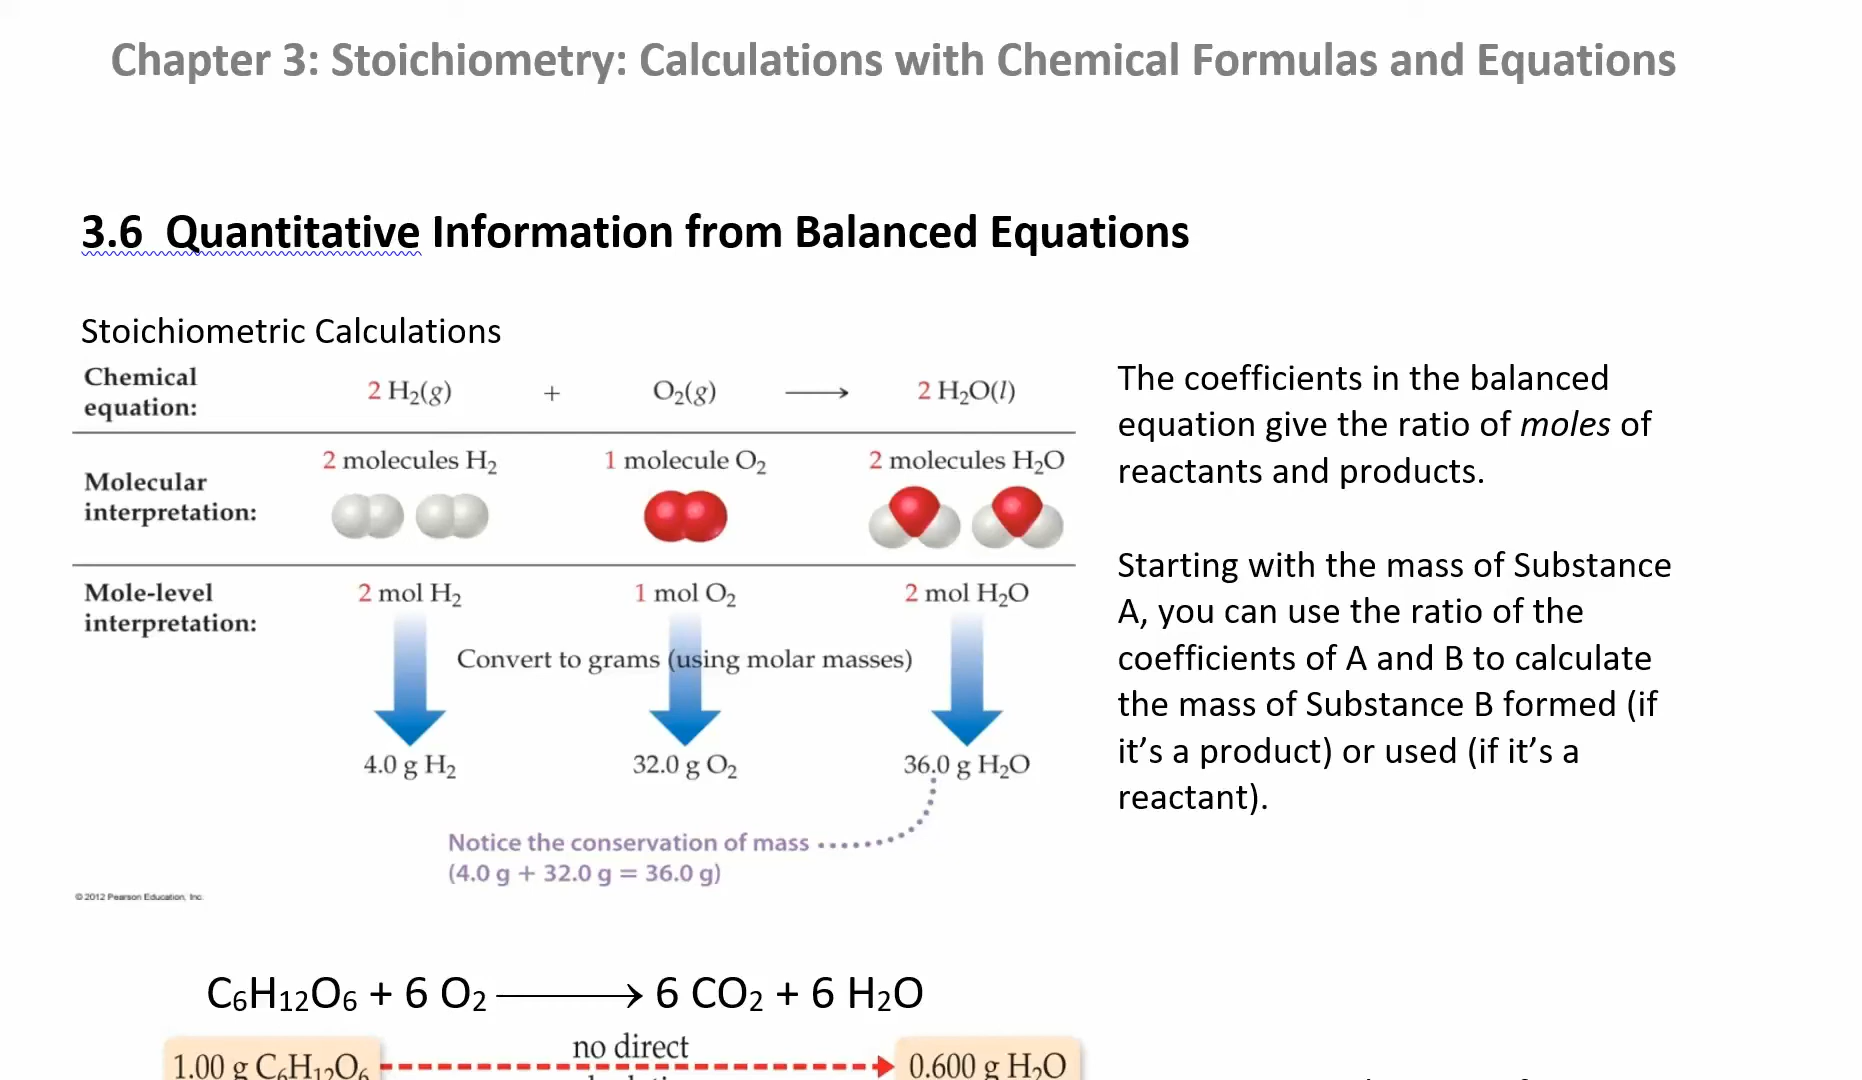 Chapter 3: Stoichiometry: Calculations with Chemical Formulas and Equations
3.6 Quantitative Information from Balanced Equations
Stoichiometric Calculations
Chemical equation: 2 H₂(g) + O₂(g) ⟶ 2 H₂O(l)
Molecular interpretation: 2 molecules H₂ 1 molecule O₂ 2 molecules H₂O
Mole-level interpretation: 2 mol H₂ 1 mol O₂ 2 mol H₂O
Convert to grams (using molar masses)
4.0 g H₂ 32.0 g O₂ 36.0 g H₂O
Notice the conservation of mass
(4.0 g + 32.0 g = 36.0 g)
© 2012 Pearson Education, Inc.
The coefficients in the balanced
equation give the ratio of moles of
reactants and products.
Starting with the mass of Substance
A, you can use the ratio of the
coefficients of A and B to calculate
the mass of Substance B formed (if
it’s a product) or used (if it’s a
reactant).
C₆H₁₂O₆ + 6 O₂ ⟶ 6 CO₂ + 6 H₂O
no direct
1.00 g C₆H₁₂O₆ 0.600 g H₂O